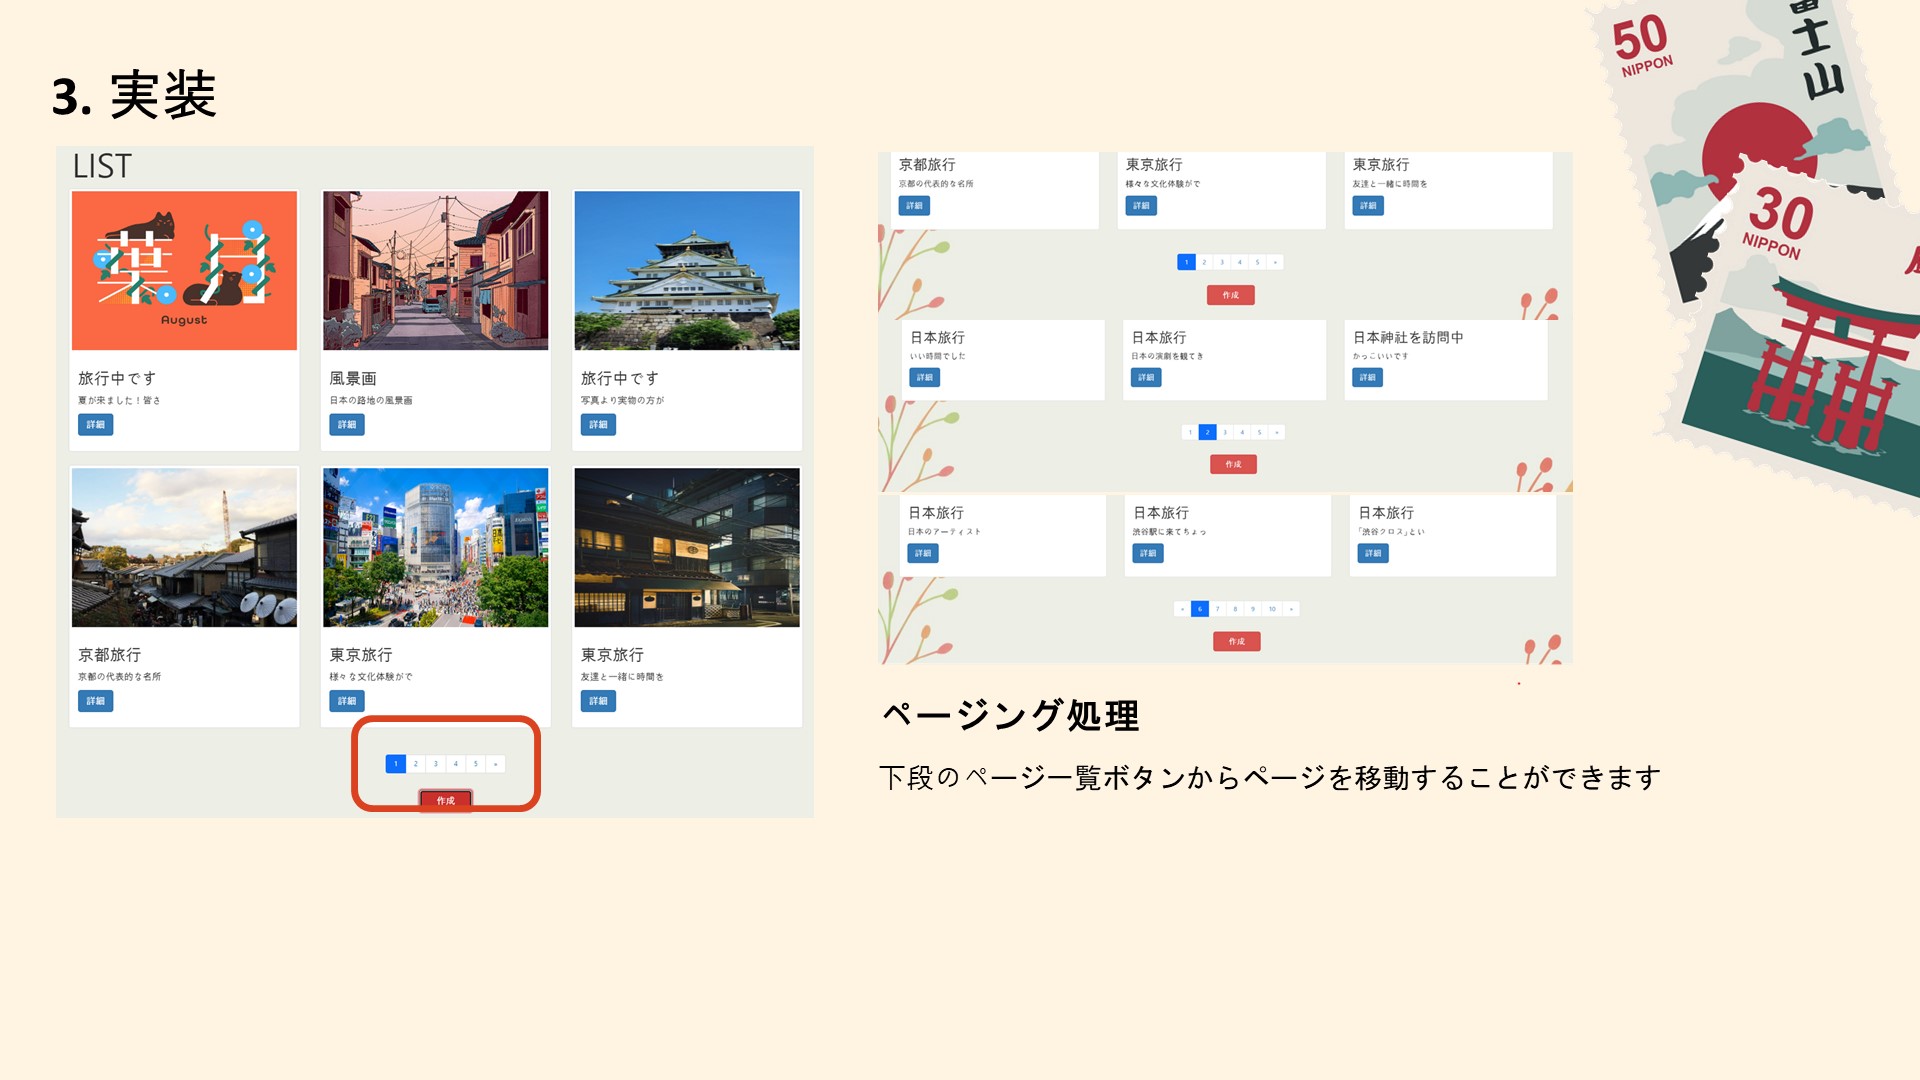 3. 実装
LIST
葉月
August
旅行中です
夏が来ました！皆さ
詳細
風景画
日本の路地の風景画
詳細
旅行中です
写真より実物の方が
詳細
京都旅行
京都の代表的な名所
詳細
東京旅行
様々な文化体験がで
詳細
東京旅行
友達と一緒に時間を
詳細
1 2 3 4 5 »
作成
京都旅行
京都の代表的な名所
詳細
東京旅行
様々な文化体験がで
詳細
東京旅行
友達と一緒に時間を
詳細
1 2 3 4 5 »
作成
日本旅行
いい時間でした
詳細
日本旅行
日本の演劇を観てき
詳細
日本神社を訪問中
かっこいいです
詳細
1 2 3 4 5 »
作成
日本旅行
日本のアーティスト
詳細
日本旅行
渋谷駅に来てちょっ
詳細
日本旅行
「渋谷クロス」とい
詳細
« 6 7 8 9 10 »
作成
ページング処理
下段のページ一覧ボタンからページを移動することができます
50
NIPPON
富士山
30
NIPPON